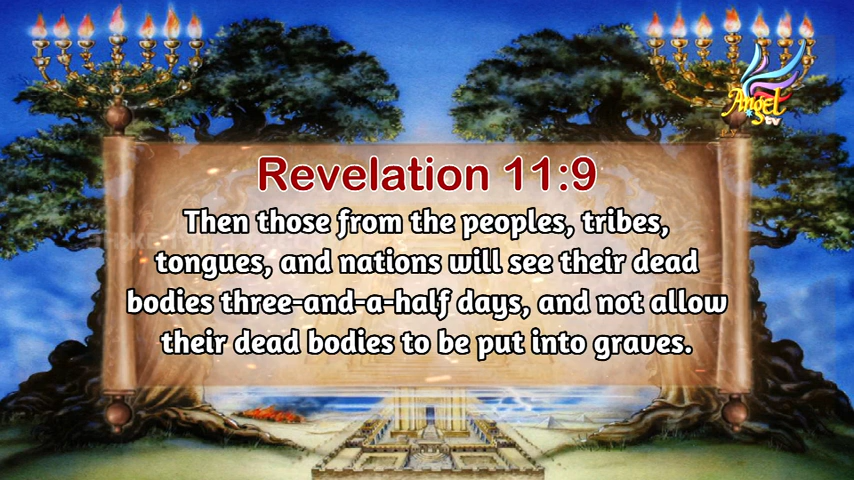 Angel
tv
Revelation 11:9
Then those from the peoples, tribes,
tongues, and nations will see their dead
bodies three-and-a-half days, and not allow
their dead bodies to be put into graves.